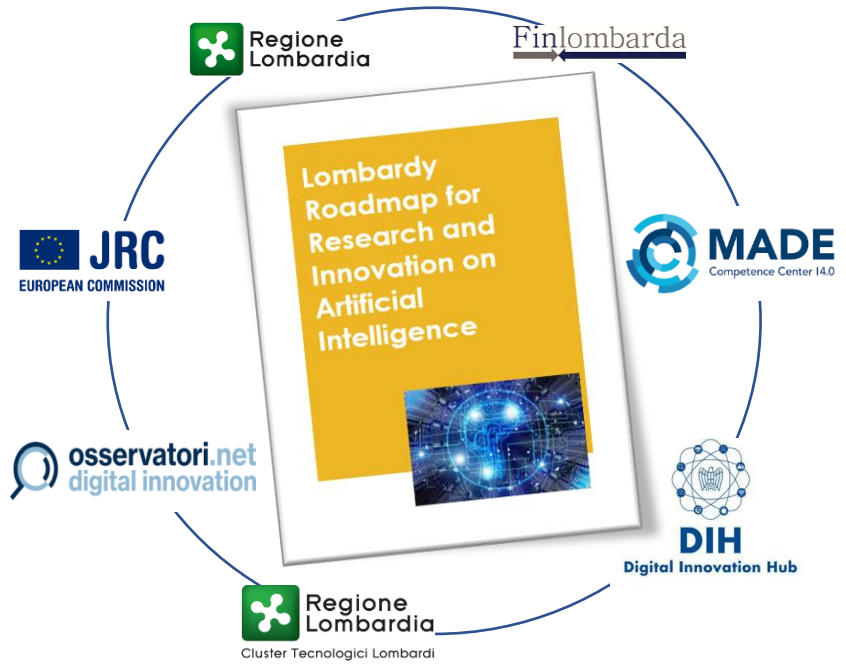 Regione
Lombardia
Finlombarda
Lombardy
Roadmap for
Research and
Innovation on
Artificial
Intelligence
JRC
EUROPEAN COMMISSION
MADE
Competence Center I4.0
osservatori.net
digital innovation
DIH
Digital Innovation Hub
Regione
Lombardia
Cluster Tecnologici Lombardi